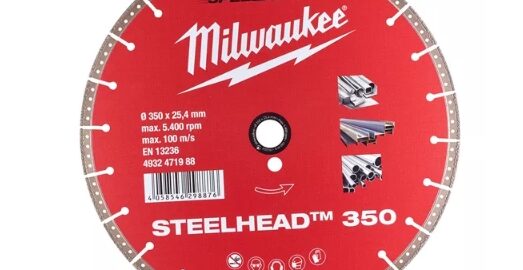 Milwaukee
Ø 350 x 25,4 mm
max. 5.400 rpm
max. 100 m/s
EN 13236
4932 4719 88
4 058546 298876
STEELHEAD™ 350